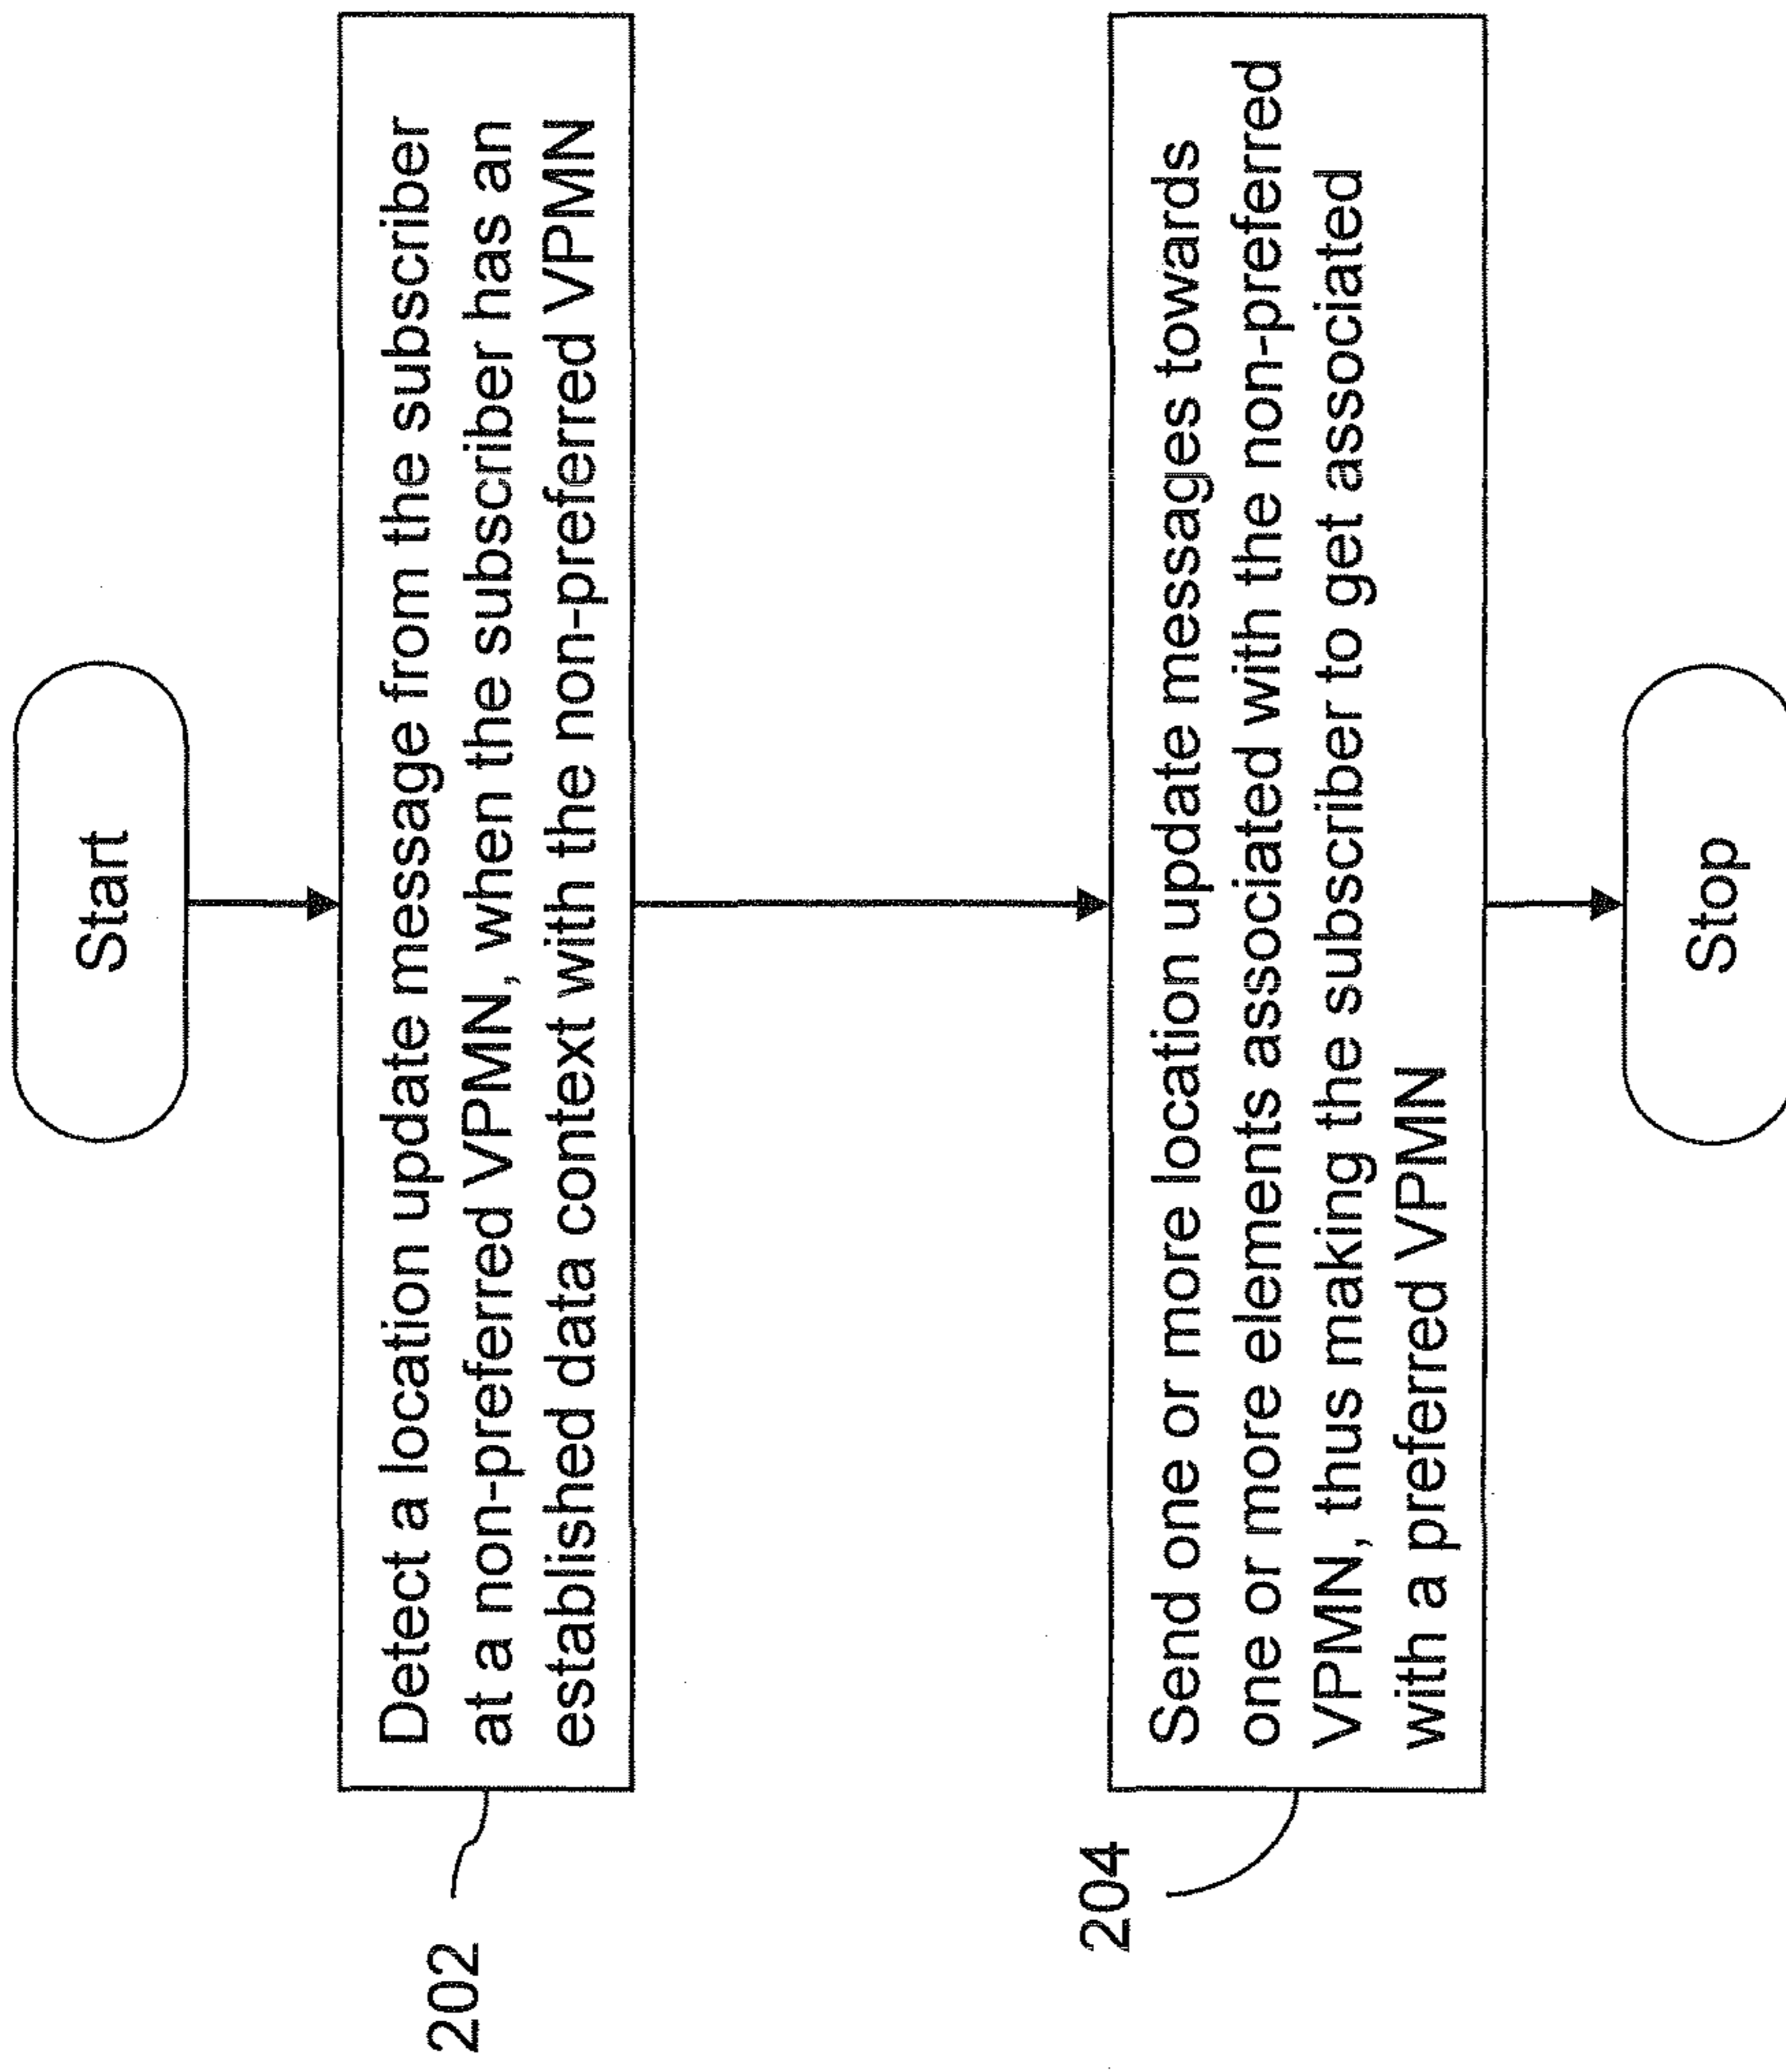 Start
202
Detect a location update message from the subscriber
at a non-preferred VPMN, when the subscriber has an
established data context with the non-preferred VPMN
204
Send one or more location update messages towards
one or more elements associated with the non-preferred
VPMN, thus making the subscriber to get associated
with a preferred VPMN
Stop